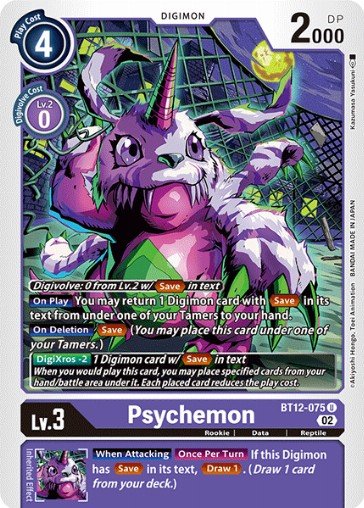 Play Cost
4
DIGIMON
2000 DP
Digivolve Cost
Lv.2
0
Kazumasa Yasukuni
©Akiyoshi Hongo, Toei Animation BANDAI MADE IN JAPAN
Digivolve: 0 from Lv.2 w/ Save in text
On Play You may return 1 Digimon card with Save in its
text from under one of your Tamers to your hand.
On Deletion Save (You may place this card under one of
your Tamers.)
DigiXros -2 1 Digimon card w/ Save in text
When you would play this card, you may place specified cards from your
hand/battle area under it. Each placed card reduces the play cost.
Lv.3
Psychemon
BT12-075 U
02
Rookie | Data | Reptile
Inherited Effect
When Attacking Once Per Turn If this Digimon
has Save in its text, Draw 1. (Draw 1 card
from your deck.)